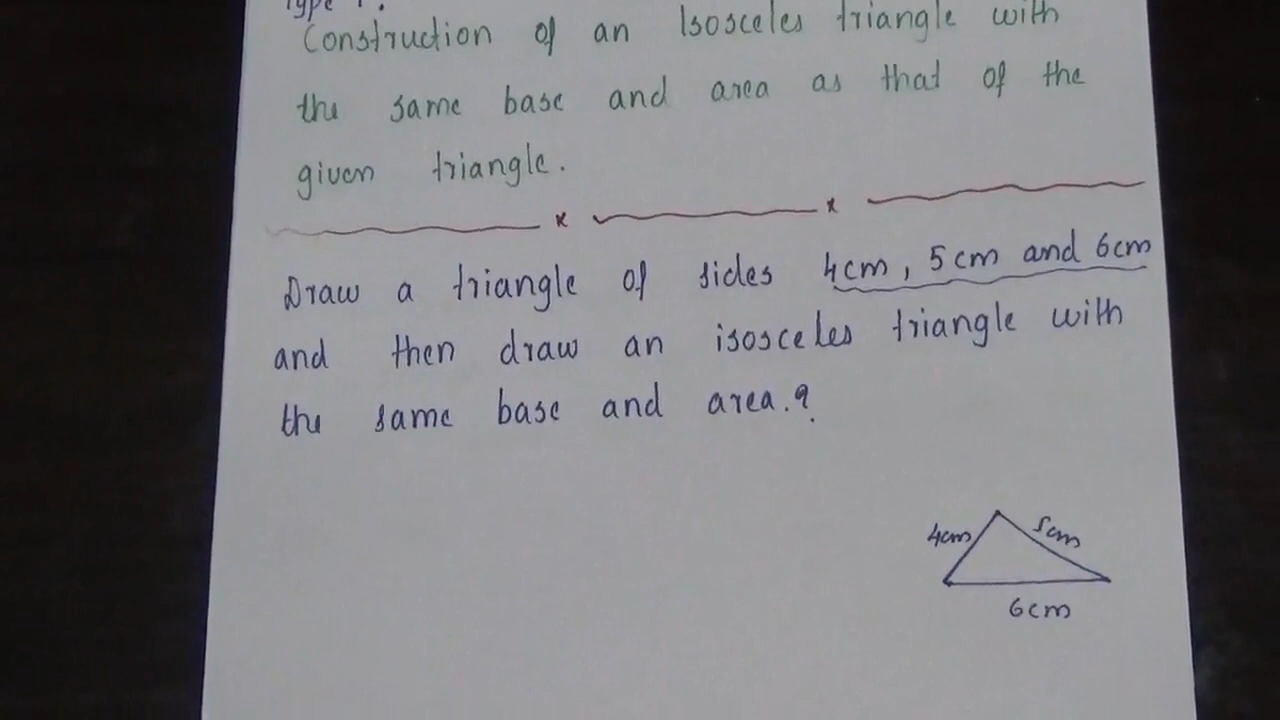 Type 1.
Construction of an Isosceles triangle with
the same base and area as that of the
given triangle.
x x
Draw a triangle of sides 4cm, 5cm and 6cm
and then draw an isosceles triangle with
the same base and area.?
4cm 5cm
6cm